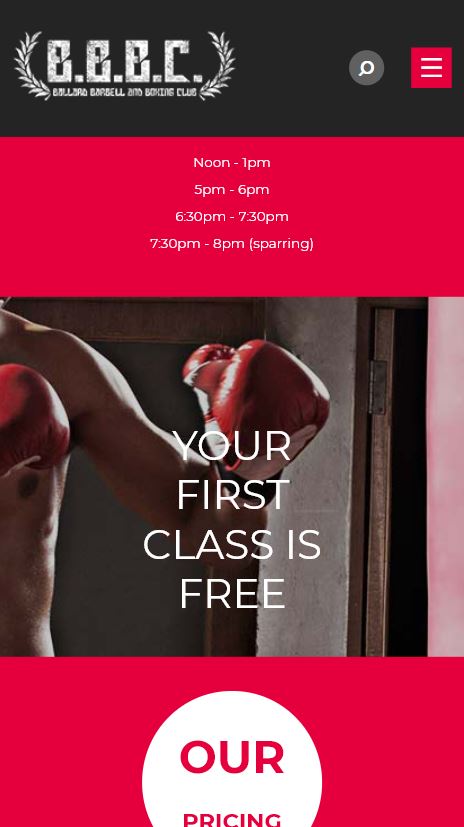 B.B.B.C.
BALLARD BARBELL AND BOXING CLUB
Noon - 1pm
5pm - 6pm
6:30pm - 7:30pm
7:30pm - 8pm (sparring)
YOUR
FIRST
CLASS IS
FREE
OUR
PRICING